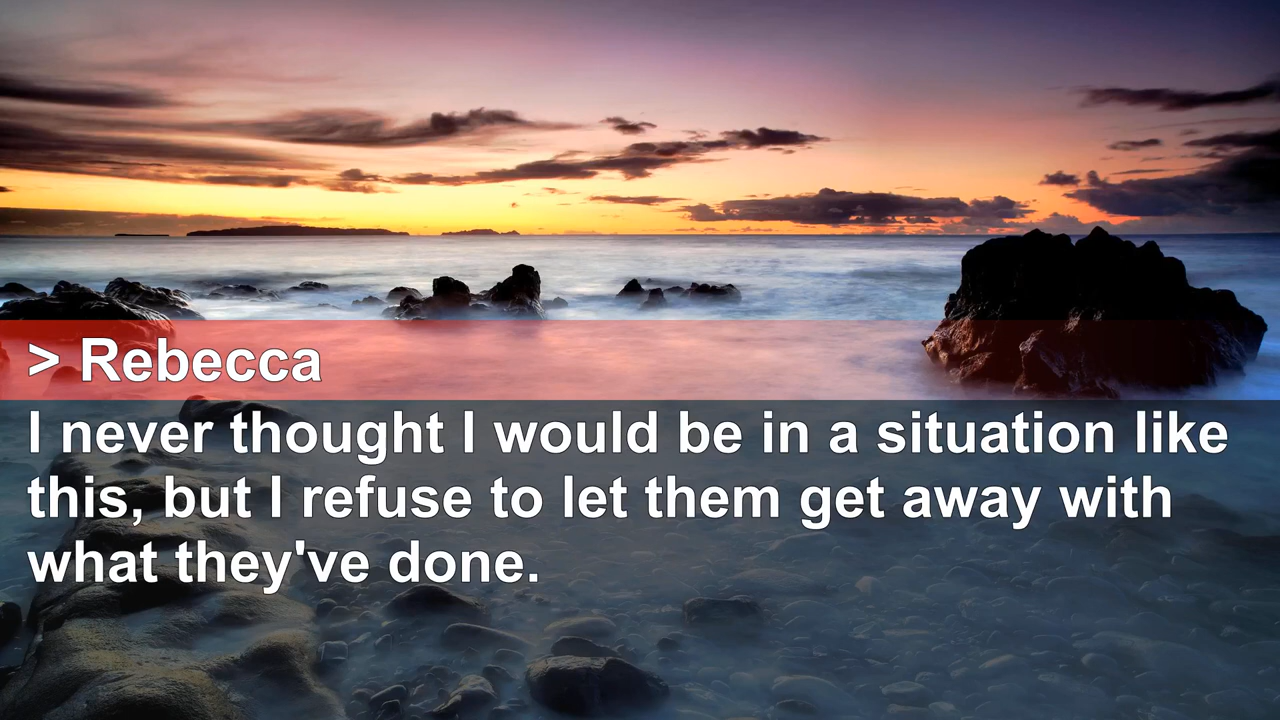 > Rebecca
I never thought I would be in a situation like
this, but I refuse to let them get away with
what they've done.